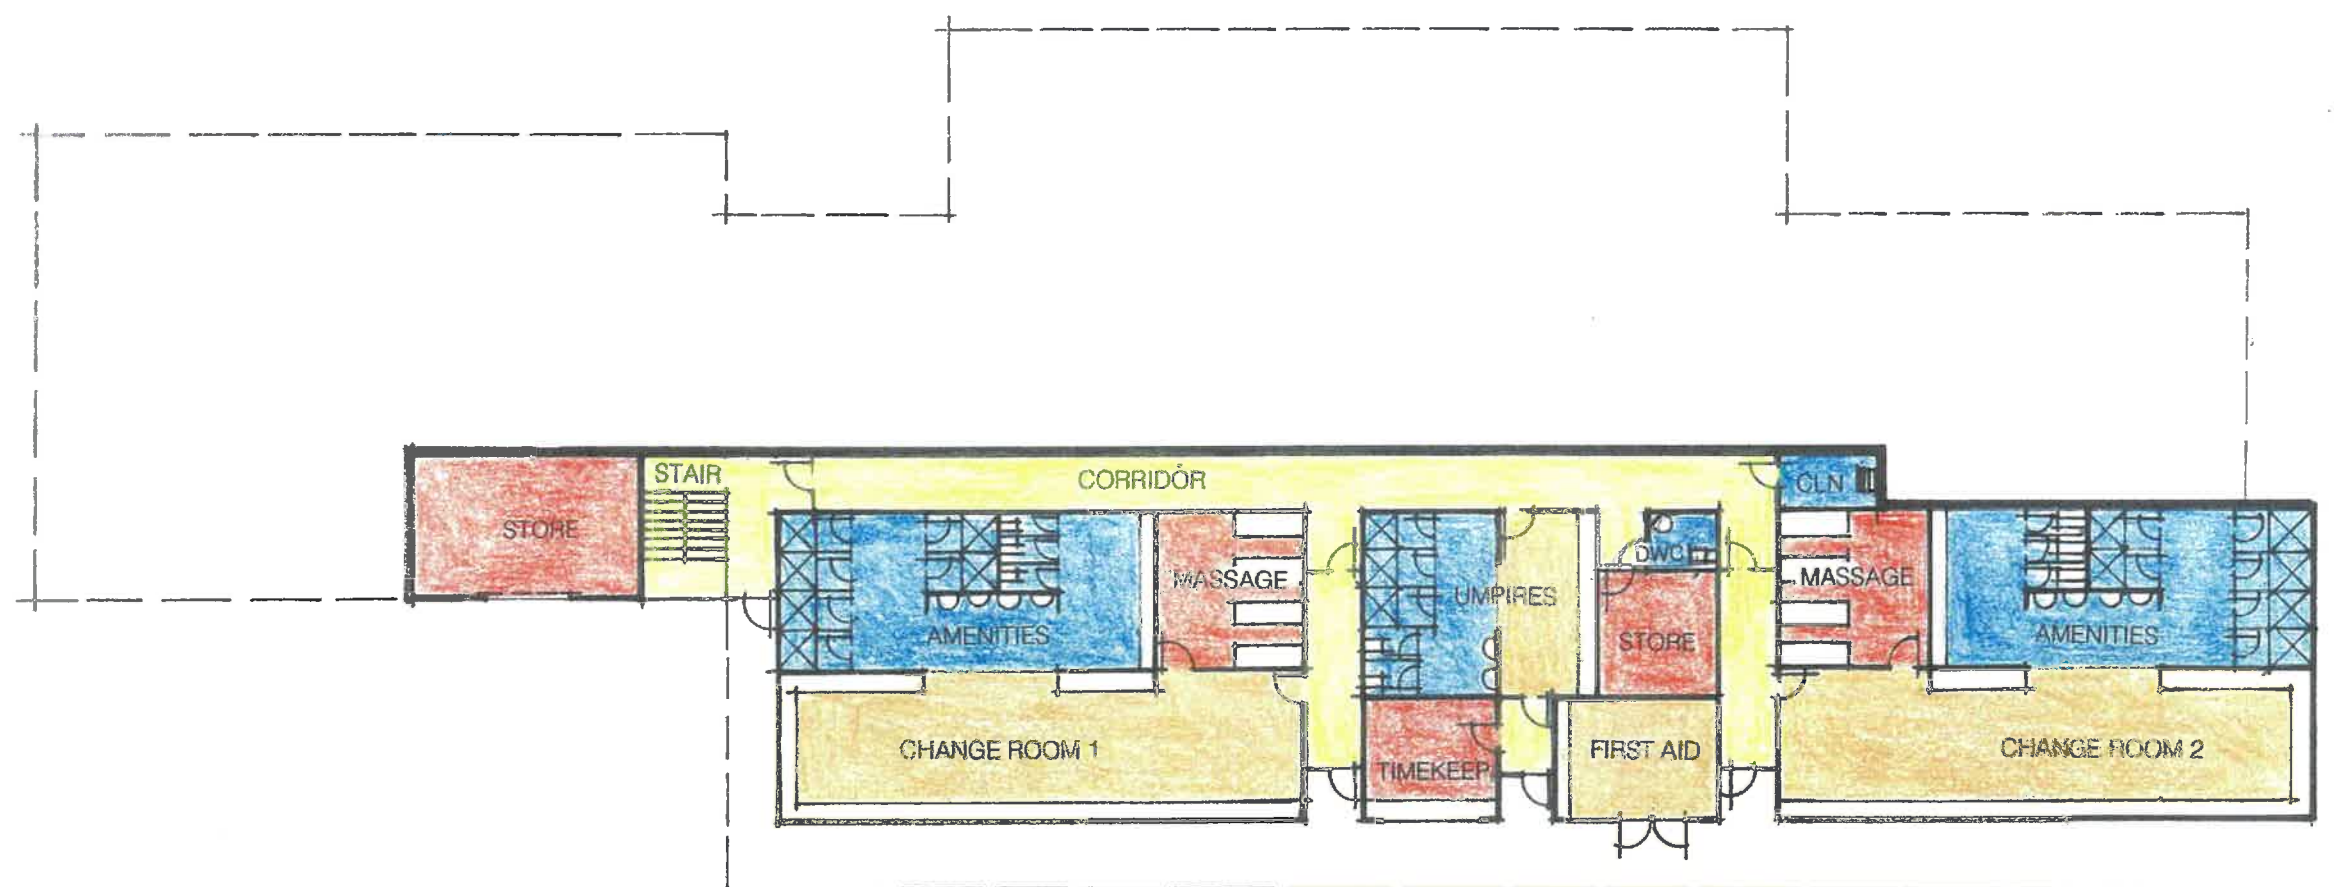 STAIR
CORRIDOR
CLN
STORE
DWC
MASSAGE
MASSAGE
UMPIRES
AMENITIES
STORE
AMENITIES
CHANGE ROOM 1
TIMEKEEP
FIRST AID
CHANGE ROOM 2